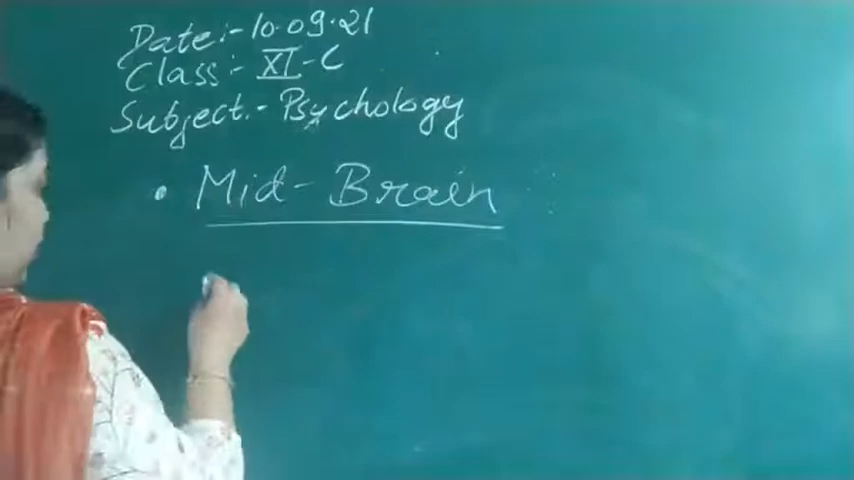 Date:- 10.09.21
Class:- XI-C
Subject.- Psychology
• Mid-Brain